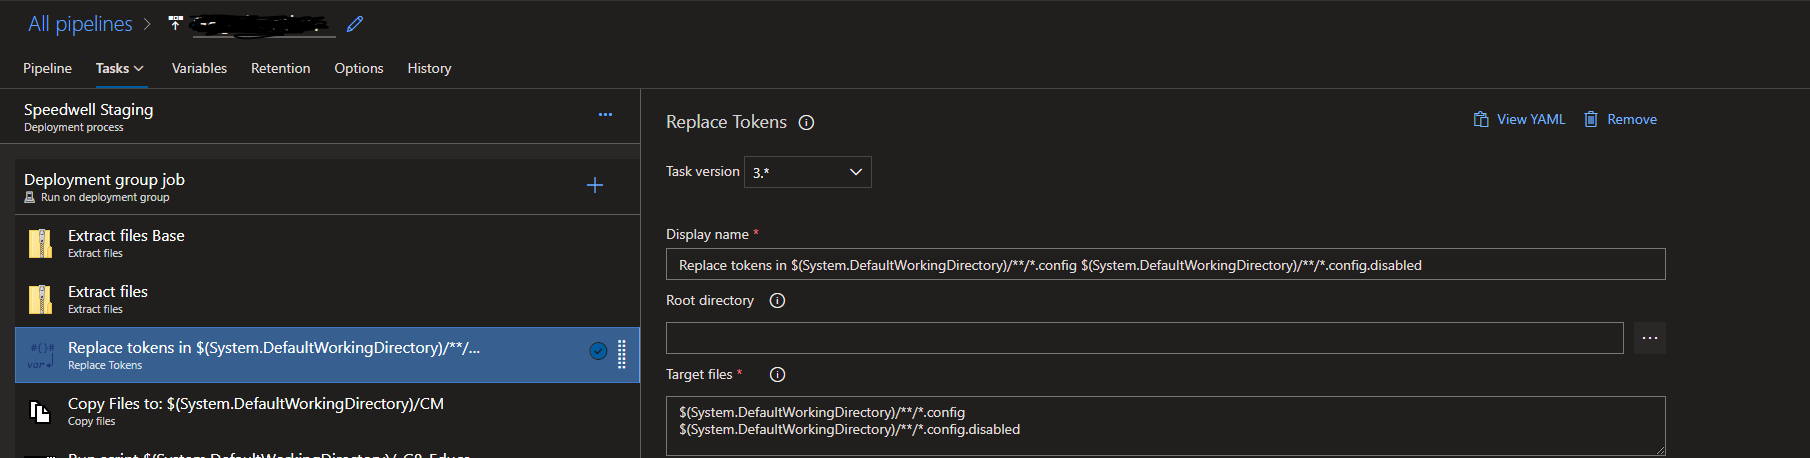 All pipelines
Pipeline Tasks Variables Retention Options History
Speedwell Staging
Deployment process
Deployment group job
Run on deployment group
Extract files Base
Extract files
Extract files
Extract files
Replace tokens in $(System.DefaultWorkingDirectory)/**/...
Replace Tokens
Copy Files to: $(System.DefaultWorkingDirectory)/CM
Copy files
Replace Tokens
View YAML Remove
Task version 3.*
Display name *
Replace tokens in $(System.DefaultWorkingDirectory)/**/*.config $(System.DefaultWorkingDirectory)/**/*.config.disabled
Root directory
...
Target files *
$(System.DefaultWorkingDirectory)/**/*.config
$(System.DefaultWorkingDirectory)/**/*.config.disabled